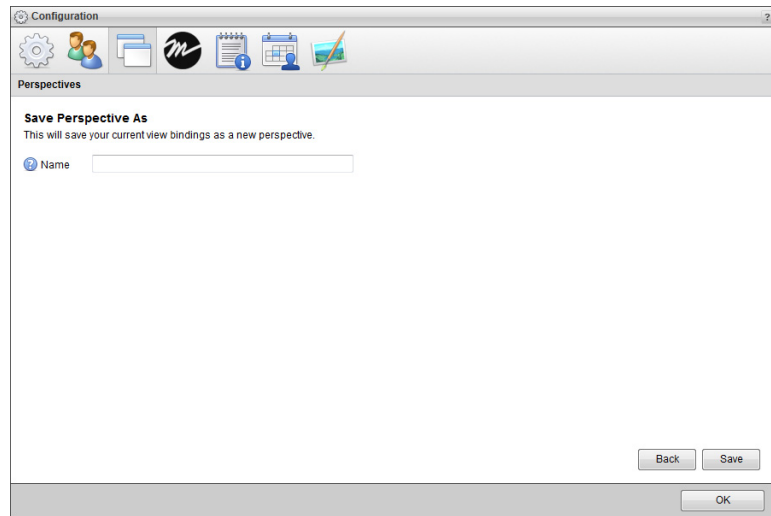 Configuration
?
Perspectives
Save Perspective As
This will save your current view bindings as a new perspective.
? Name
Back Save
OK